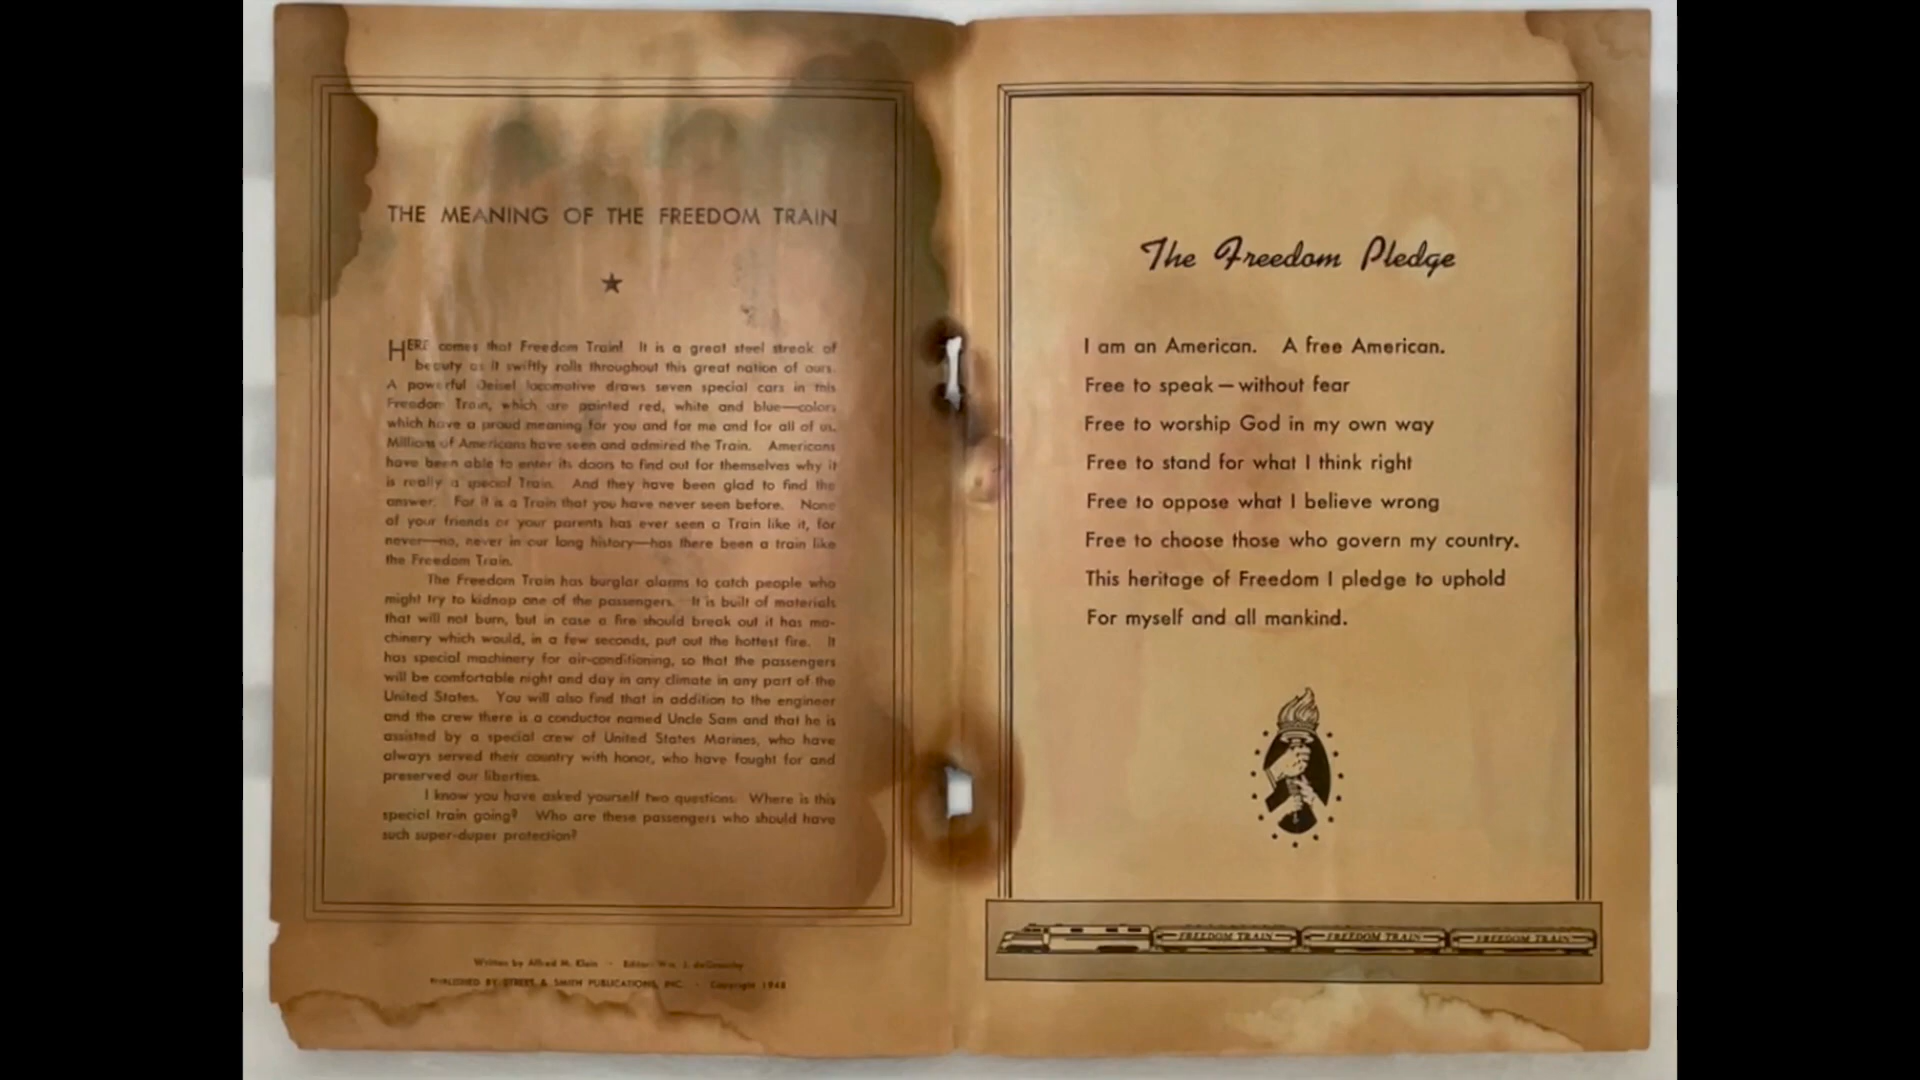 THE MEANING OF THE FREEDOM TRAIN
HERE comes that Freedom Train! It is a great steel streak of
beauty as it swiftly rolls throughout this great nation of ours.
A powerful Deisel locomotive draws seven special cars in this
Freedom Train, which are painted red, white and blue—colors
which have a proud meaning for you and for me and for all of us.
Millions of Americans have seen and admired the Train. Americans
have been able to enter its doors to find out for themselves why it
is really a special Train. And they have been glad to find the
answer. For it is a Train that you have never seen before. None
of your friends or your parents has ever seen a Train like it, for
never—no, never in our long history—has there been a train like
the Freedom Train.
The Freedom Train has burglar alarms to catch people who
might try to kidnap one of the passengers. It is built of materials
that will not burn, but in case a fire should break out it has ma-
chinery which would, in a few seconds, put out the hottest fire. It
has special machinery for air-conditioning, so that the passengers
will be comfortable night and day in any climate in any part of the
United States. You will also find that in addition to the engineer
and the crew there is a conductor named Uncle Sam and that he is
assisted by a special crew of United States Marines, who have
always served their country with honor, who have fought for and
preserved our liberties.
I know you have asked yourself two questions: Where is this
special train going? Who are these passengers who should have
such super-duper protection?
Written by Alfred M. Klein - Editor: Wm. J.
PUBLISHED BY STREET & SMITH PUBLICATIONS, INC. - Copyright 1948
The Freedom Pledge
I am an American. A free American.
Free to speak—without fear
Free to worship God in my own way
Free to stand for what I think right
Free to oppose what I believe wrong
Free to choose those who govern my country.
This heritage of Freedom I pledge to uphold
For myself and all mankind.
FREEDOM TRAIN FREEDOM TRAIN FREEDOM TRAIN